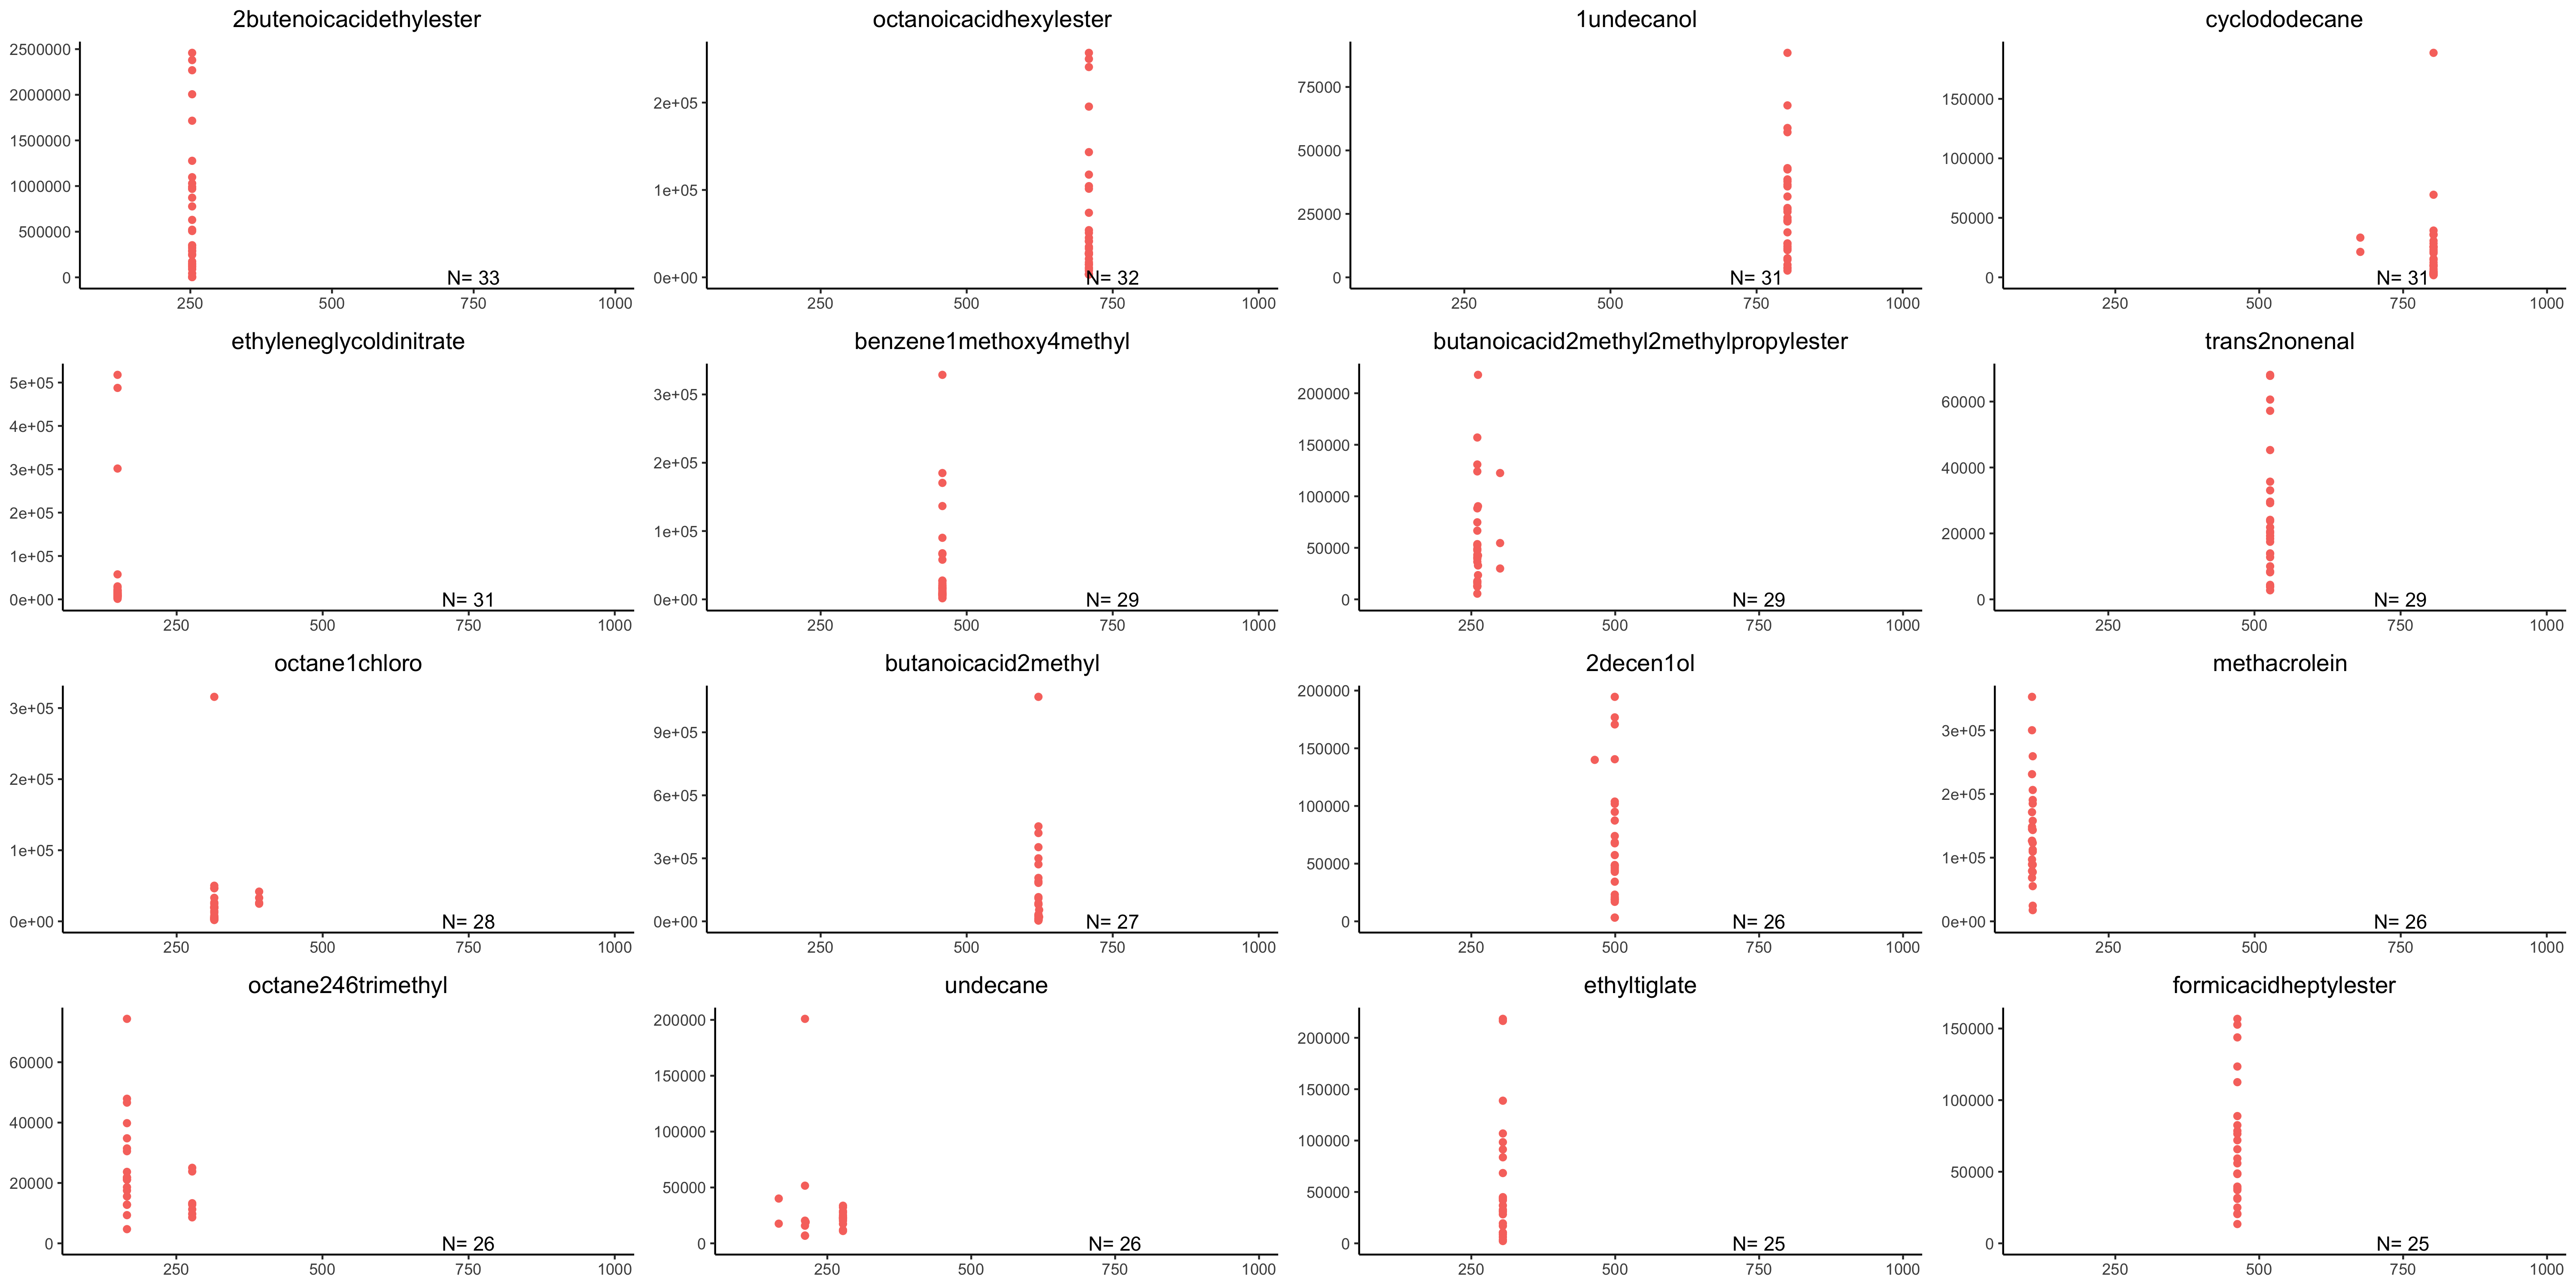 2butenoicacidethylester
2500000
2000000
1500000
1000000
500000
0
N= 33
250 500 750 1000
octanoicacidhexylester
2e+05
1e+05
0e+00
N= 32
250 500 750 1000
1undecanol
75000
50000
25000
0
N= 31
250 500 750 1000
cyclododecane
150000
100000
50000
0
N= 31
250 500 750 1000
ethyleneglycoldinitrate
5e+05
4e+05
3e+05
2e+05
1e+05
0e+00
N= 31
250 500 750 1000
benzene1methoxy4methyl
3e+05
2e+05
1e+05
0e+00
N= 29
250 500 750 1000
butanoicacid2methyl2methylpropylester
200000
150000
100000
50000
0
N= 29
250 500 750 1000
trans2nonenal
60000
40000
20000
0
N= 29
250 500 750 1000
octane1chloro
3e+05
2e+05
1e+05
0e+00
N= 28
250 500 750 1000
butanoicacid2methyl
9e+05
6e+05
3e+05
0e+00
N= 27
250 500 750 1000
2decen1ol
200000
150000
100000
50000
0
N= 26
250 500 750 1000
methacrolein
3e+05
2e+05
1e+05
0e+00
N= 26
250 500 750 1000
octane246trimethyl
60000
40000
20000
0
N= 26
250 500 750 1000
undecane
200000
150000
100000
50000
0
N= 26
250 500 750 1000
ethyltiglate
200000
150000
100000
50000
0
N= 25
250 500 750 1000
formicacidheptylester
150000
100000
50000
0
N= 25
250 500 750 1000